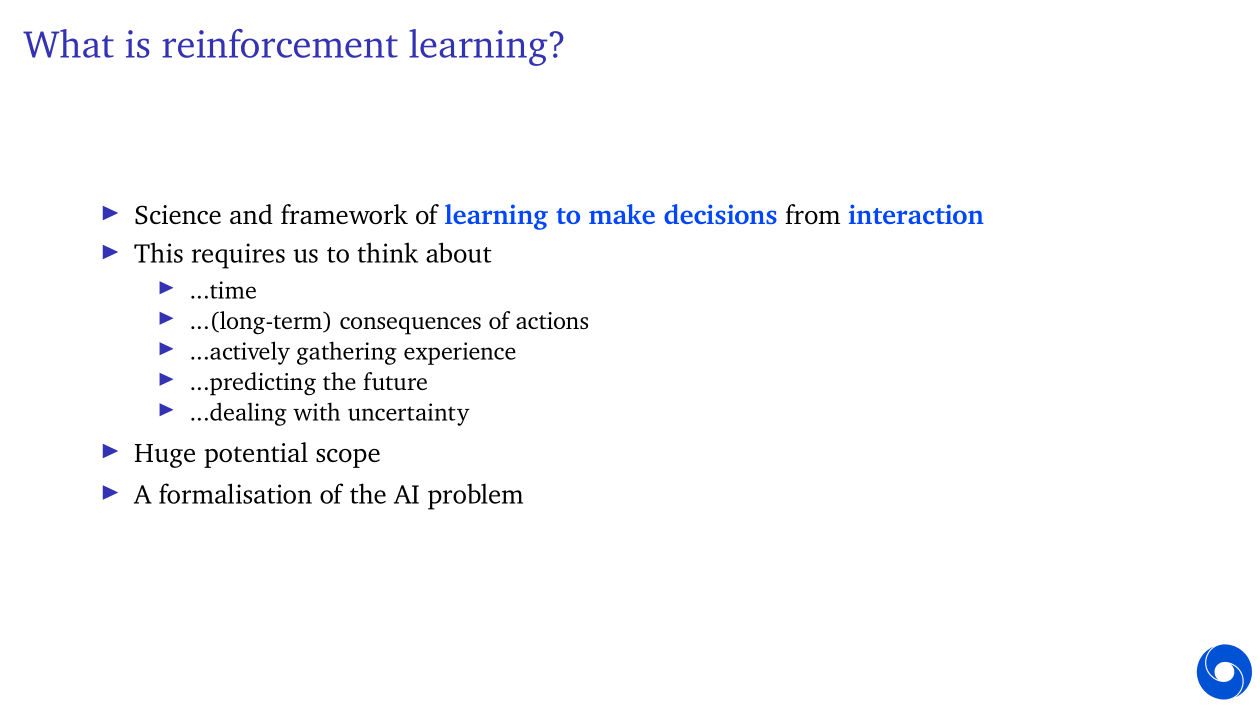 What is reinforcement learning?
Science and framework of learning to make decisions from interaction
This requires us to think about
...time
...(long-term) consequences of actions
...actively gathering experience
...predicting the future
...dealing with uncertainty
Huge potential scope
A formalisation of the AI problem